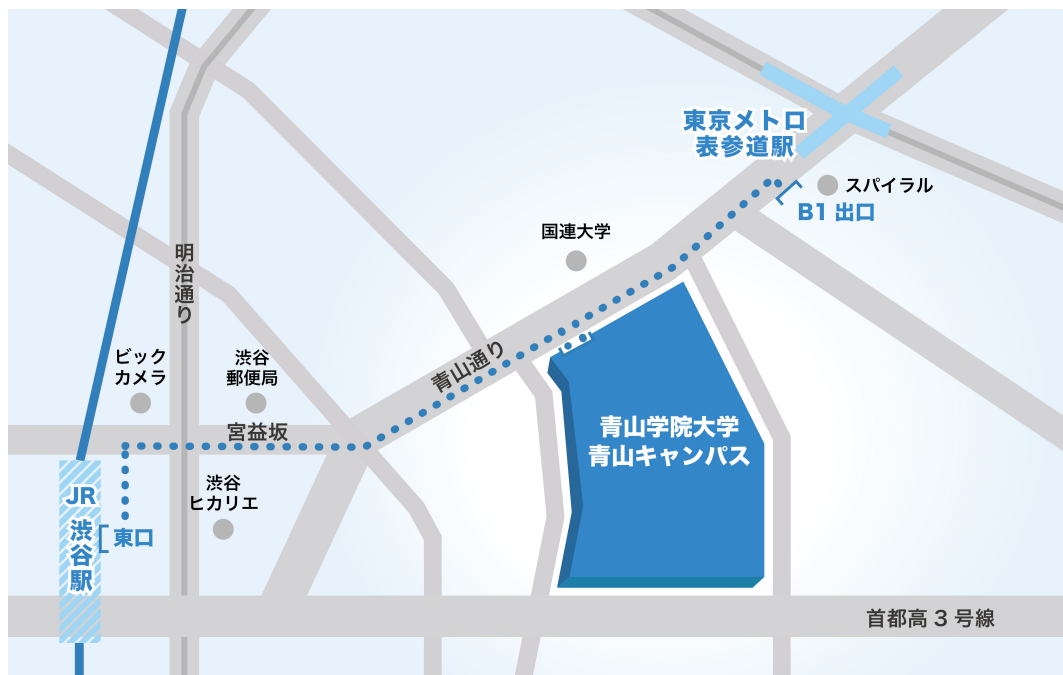 東京メトロ
表参道駅
スパイラル
B1 出口
国連大学
明治通り
青山通り
ビック
カメラ
渋谷
郵便局
宮益坂
青山学院大学
青山キャンパス
渋谷
ヒカリエ
JR
渋谷駅
東口
首都高 3 号線